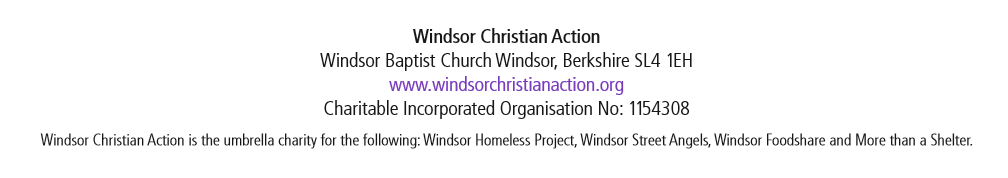 Windsor Christian Action
Windsor Baptist Church Windsor, Berkshire SL4 1EH
www.windsorchristianaction.org
Charitable Incorporated Organisation No: 1154308
Windsor Christian Action is the umbrella charity for the following: Windsor Homeless Project, Windsor Street Angels, Windsor Foodshare and More than a Shelter.